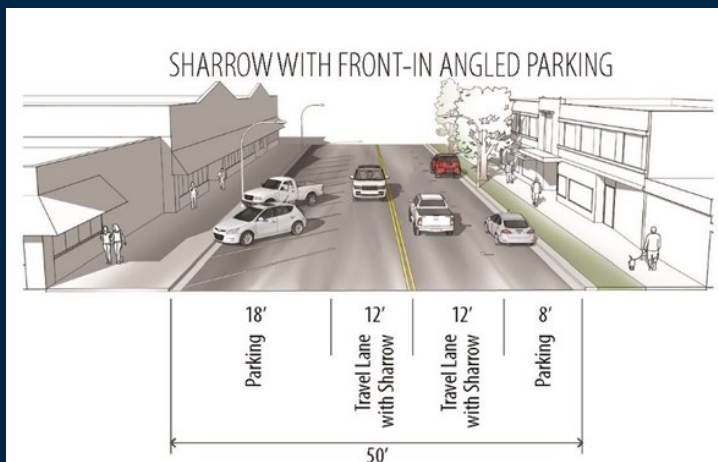 SHARROW WITH FRONT-IN ANGLED PARKING
18'
Parking
12'
Travel Lane
with Sharrow
12'
Travel Lane
with Sharrow
8'
Parking
50'